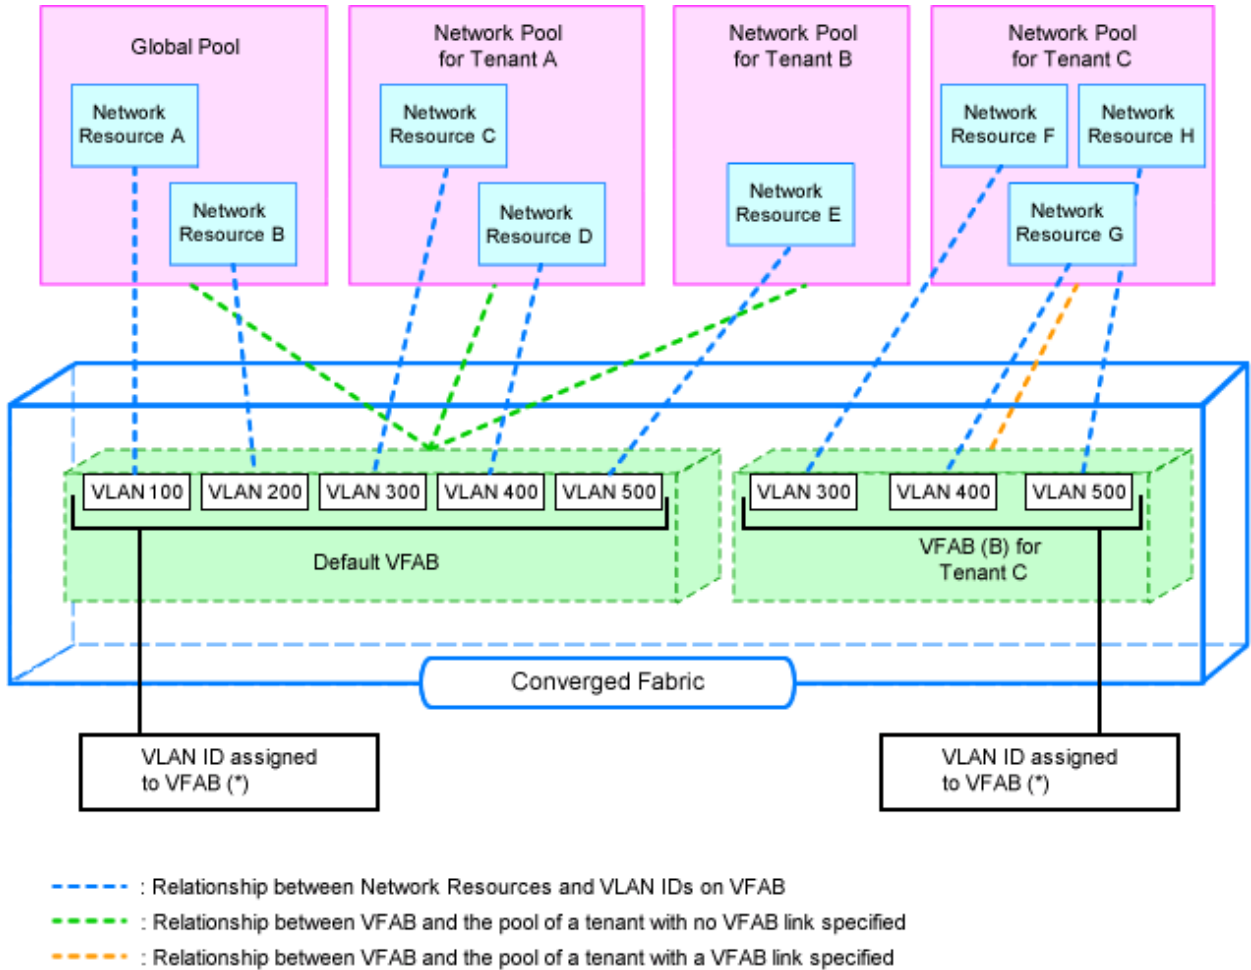 Global Pool
Network Pool
for Tenant A
Network Pool
for Tenant B
Network Pool
for Tenant C
Network
Resource A
Network
Resource B
Network
Resource C
Network
Resource D
Network
Resource E
Network
Resource F
Network
Resource H
Network
Resource G
VLAN 100
VLAN 200
VLAN 300
VLAN 400
VLAN 500
VLAN 300
VLAN 400
VLAN 500
Default VFAB
VFAB (B) for
Tenant C
Converged Fabric
VLAN ID assigned
to VFAB (*)
VLAN ID assigned
to VFAB (*)
: Relationship between Network Resources and VLAN IDs on VFAB
: Relationship between VFAB and the pool of a tenant with no VFAB link specified
: Relationship between VFAB and the pool of a tenant with a VFAB link specified